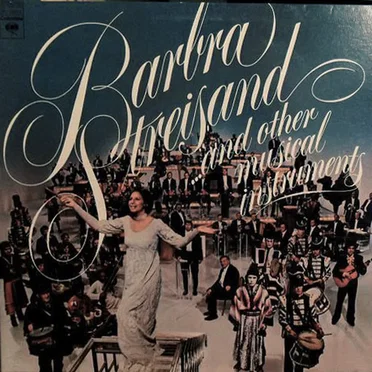 Barbra
Streisand
...and other
musical
instruments